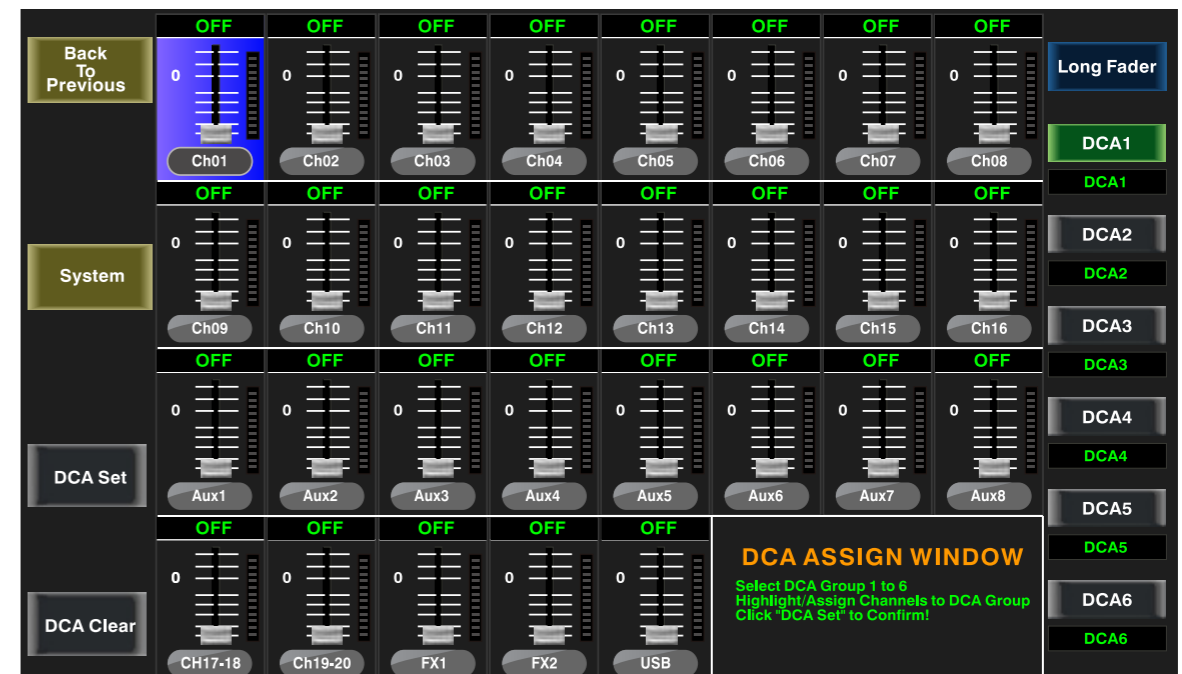 Back
To
Previous
System
DCA Set
DCA Clear
OFF OFF OFF OFF OFF OFF OFF OFF
0 0 0 0 0 0 0 0
Ch01 Ch02 Ch03 Ch04 Ch05 Ch06 Ch07 Ch08
OFF OFF OFF OFF OFF OFF OFF OFF
0 0 0 0 0 0 0 0
Ch09 Ch10 Ch11 Ch12 Ch13 Ch14 Ch15 Ch16
OFF OFF OFF OFF OFF OFF OFF OFF
0 0 0 0 0 0 0 0
Aux1 Aux2 Aux3 Aux4 Aux5 Aux6 Aux7 Aux8
OFF OFF OFF OFF OFF
0 0 0 0 0
CH17-18 Ch19-20 FX1 FX2 USB
DCA ASSIGN WINDOW
Select DCA Group 1 to 6
Highlight/Assign Channels to DCA Group
Click "DCA Set" to Confirm!
Long Fader
DCA1
DCA1
DCA2
DCA2
DCA3
DCA3
DCA4
DCA4
DCA5
DCA5
DCA6
DCA6